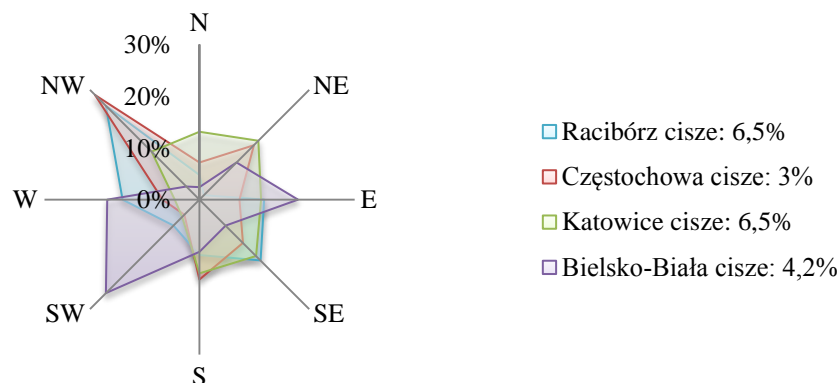 N
30%
NW
NE
20%
10%
W
0%
E
SW
SE
S
Racibórz cisze: 6,5%
Częstochowa cisze: 3%
Katowice cisze: 6,5%
Bielsko-Biała cisze: 4,2%